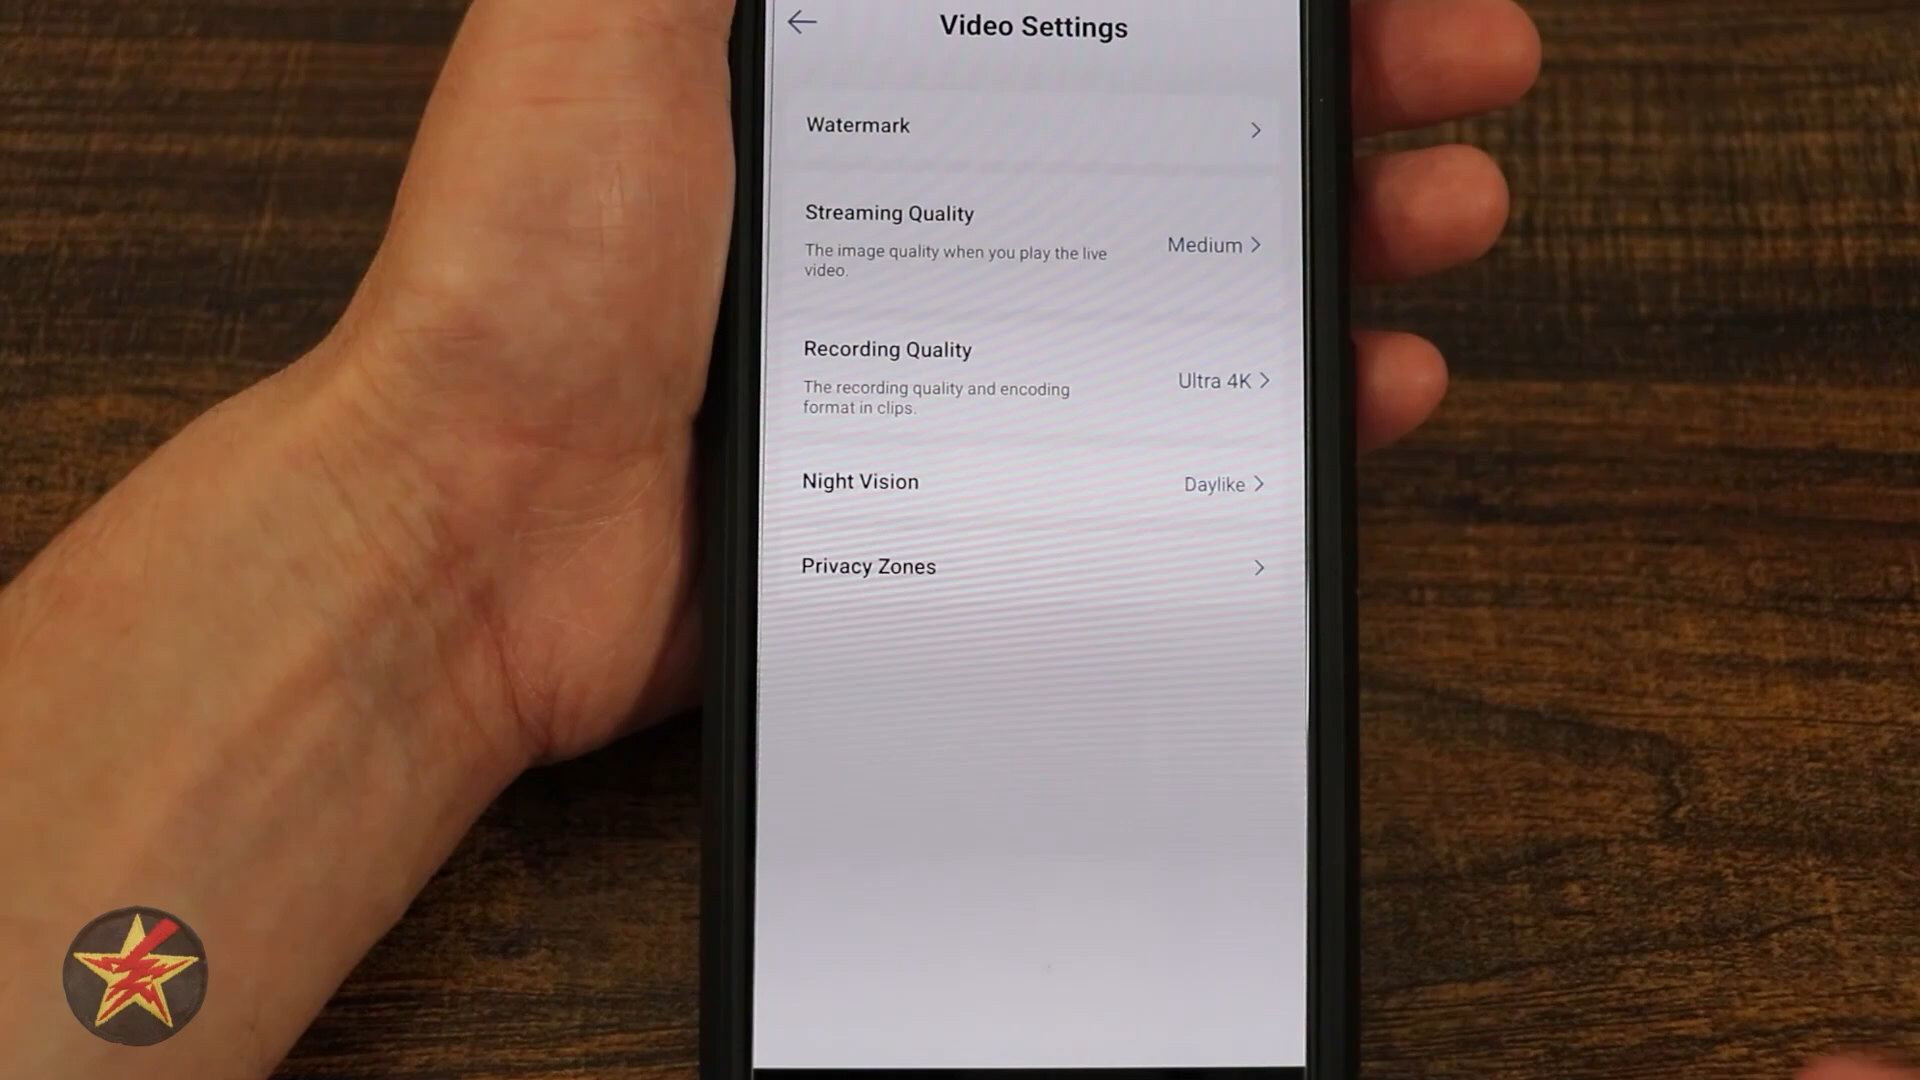 Video Settings
Watermark
Streaming Quality
The image quality when you play the live
video.
Medium
Recording Quality
The recording quality and encoding
format in clips.
Ultra 4K
Night Vision
Daylike
Privacy Zones